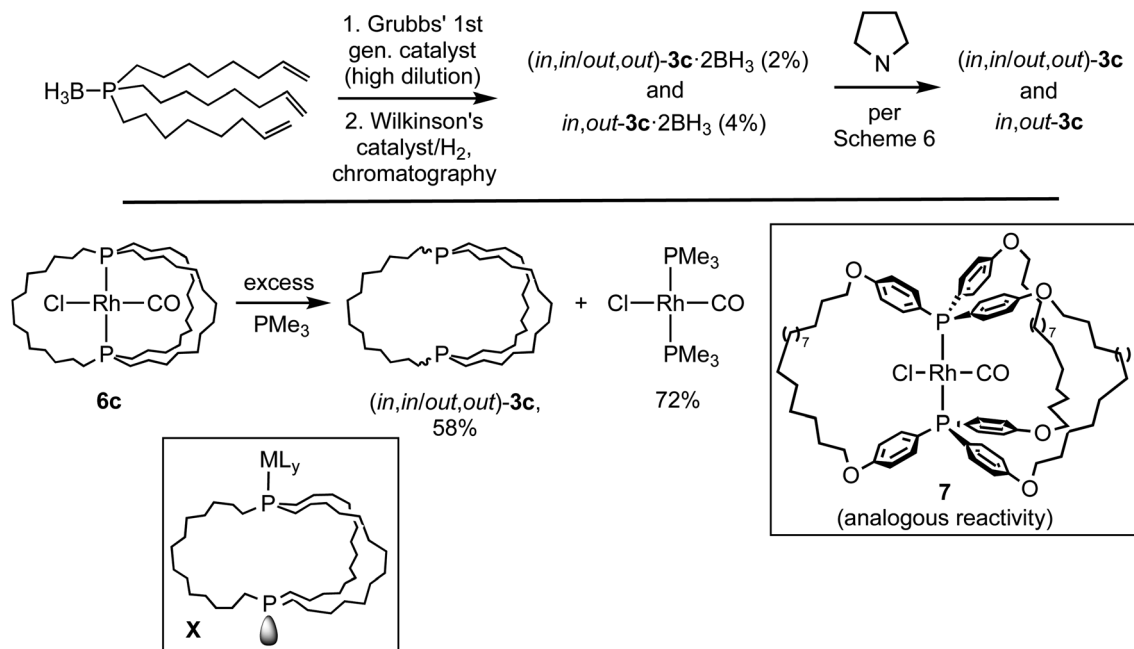 1. Grubbs' 1st
gen. catalyst
(high dilution)
2. Wilkinson's
catalyst/H2,
chromatography
H3B P
(in,in/out,out)-3c·2BH3 (2%)
and
in,out-3c·2BH3 (4%)
N
per
Scheme 6
(in,in/out,out)-3c
and
in,out-3c
P
Cl Rh CO
P
6c
excess
PMe3
P
P
(in,in/out,out)-3c,
58%
+
PMe3
Cl Rh CO
PMe3
72%
MLy
P
P
X
O
O
O
P
( )7
7
( )
Cl Rh CO
P
O
O
O
7
(analogous reactivity)